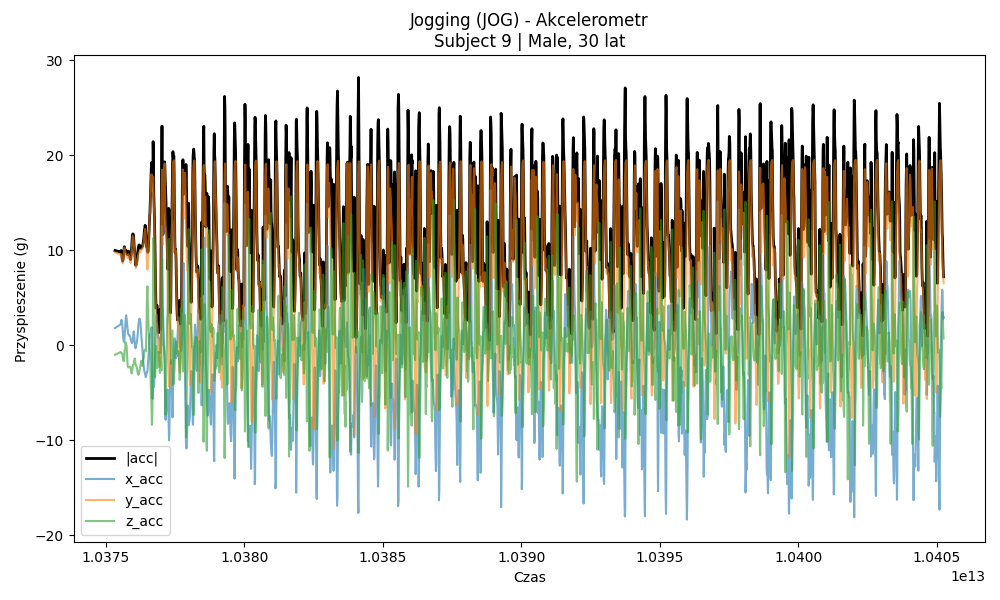 Jogging (JOG) - Akcelerometr
Subject 9 | Male, 30 lat
Przyspieszenie (g)
30
20
10
0
−10
−20
|acc|
x_acc
y_acc
z_acc
1.0375
1.0380
1.0385
1.0390
1.0395
1.0400
1.0405
1e13
Czas